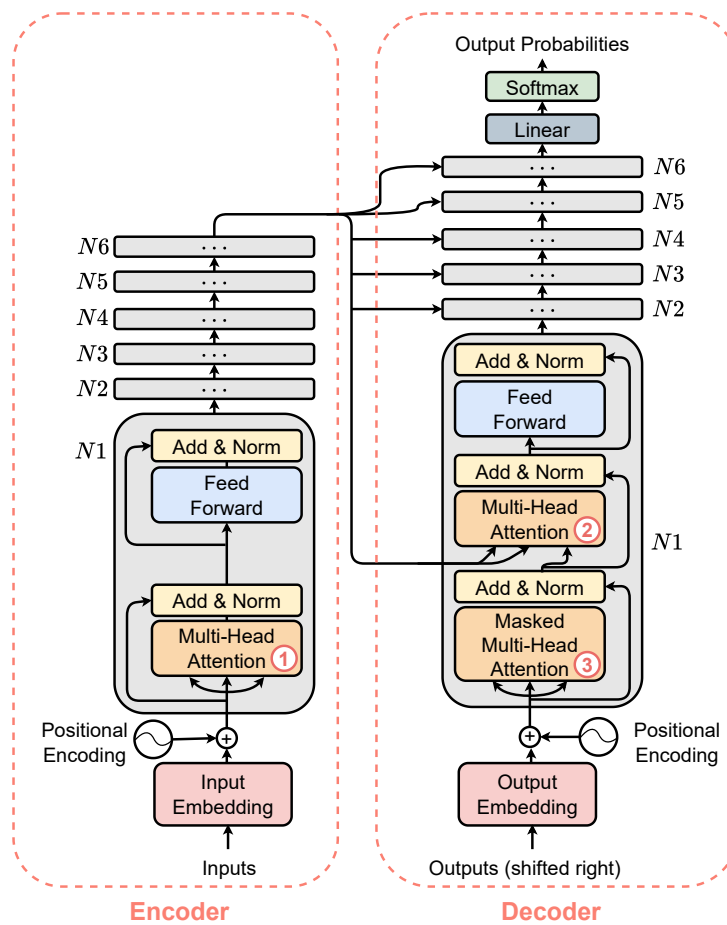 Output Probabilities
Softmax
Linear
... N6
... N5
... N4
... N3
... N2
Add & Norm
Feed
Forward
Add & Norm
Multi-Head
Attention 2
N1
Add & Norm
Masked
Multi-Head
Attention 3
Positional
Encoding
+
Output
Embedding
Outputs (shifted right)
Decoder
N6 ...
N5 ...
N4 ...
N3 ...
N2 ...
N1
Add & Norm
Feed
Forward
Add & Norm
Multi-Head
Attention 1
Positional
Encoding
+
Input
Embedding
Inputs
Encoder